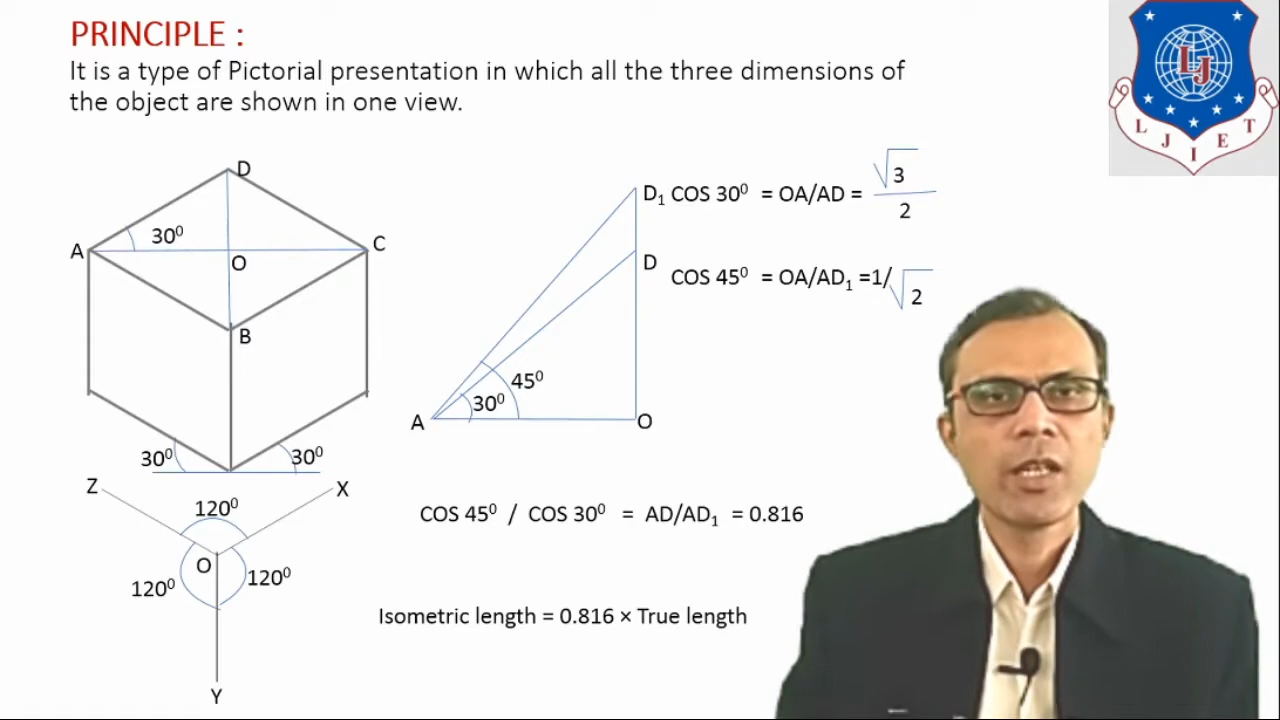 PRINCIPLE :
It is a type of Pictorial presentation in which all the three dimensions of
the object are shown in one view.
LJ
L J I E T
D
A
30⁰
O
C
B
30⁰
30⁰
Z
X
120⁰
O
120⁰
120⁰
Y
D₁
D
45⁰
30⁰
A
O
COS 30⁰ = OA/AD = √3/2
COS 45⁰ = OA/AD₁ =1/√2
COS 45⁰ / COS 30⁰ = AD/AD₁ = 0.816
Isometric length = 0.816 × True length